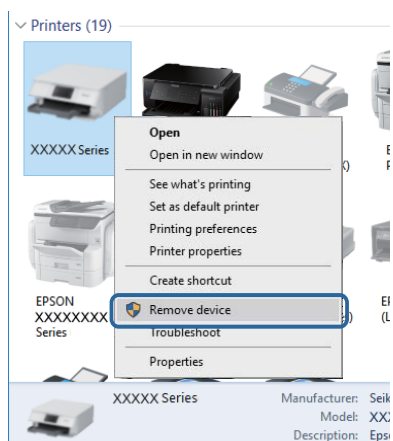 Printers (19)
XXXXX Series
Open
Open in new window
See what's printing
Set as default printer
Printing preferences
Printer properties
Create shortcut
Remove device
Troubleshoot
Properties
EPSON
XXXXXXXX
Series
XXXXX Series
Manufacturer:
Model:
Description: